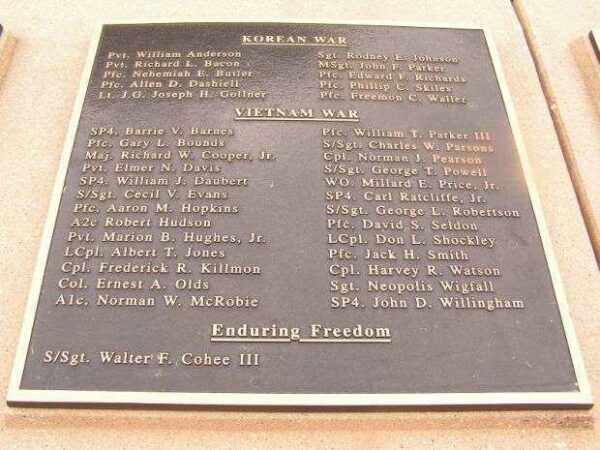 KOREAN WAR
Pvt. William Anderson
Pvt. Richard L. Bacon
Pfc. Nehemiah E. Butler
Pfc. Allen D. Dashiell
Lt. J.G. Joseph H. Gollner
Sgt. Rodney E. Johnson
MSgt. John F. Parker
Pfc. Edward F. Richards
Pfc. Phillip C. Skiles
Pfc. Freemon C. Waller
VIETNAM WAR
SP4. Barrie V. Barnes
Pfc. Gary L. Bounds
Maj. Richard W. Cooper, Jr.
Pvt. Elmer N. Davis
SP4. William J. Daubert
S/Sgt. Cecil V. Evans
Pfc. Aaron M. Hopkins
A2c Robert Hudson
Pvt. Marion B. Hughes, Jr.
LCpl. Albert T. Jones
Cpl. Frederick R. Killmon
Col. Ernest A. Olds
A1c, Norman W. McRobie
Pfc. William T. Parker III
S/Sgt. Charles W. Parsons
Cpl. Norman J. Pearson
S/Sgt. George T. Powell
WO. Millard E. Price, Jr.
SP4. Carl Ratcliffe, Jr.
S/Sgt. George L. Robertson
Pfc. David S. Seldon
LCpl. Don L. Shockley
Pfc. Jack H. Smith
Cpl. Harvey R. Watson
Sgt. Neopolis Wigfall
SP4. John D. Willingham
Enduring Freedom
S/Sgt. Walter F. Cohee III